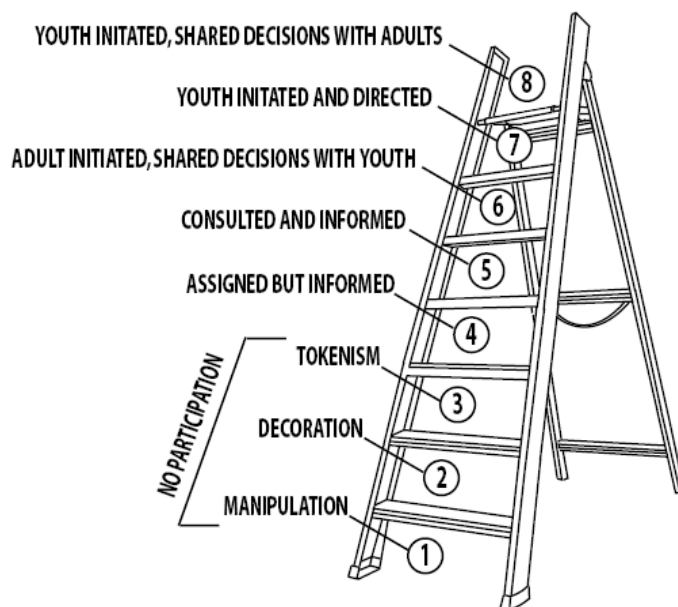 YOUTH INITATED, SHARED DECISIONS WITH ADULTS
8
YOUTH INITATED AND DIRECTED
7
ADULT INITIATED, SHARED DECISIONS WITH YOUTH
6
CONSULTED AND INFORMED
5
ASSIGNED BUT INFORMED
4
TOKENISM
3
NO PARTICIPATION
DECORATION
2
MANIPULATION
1